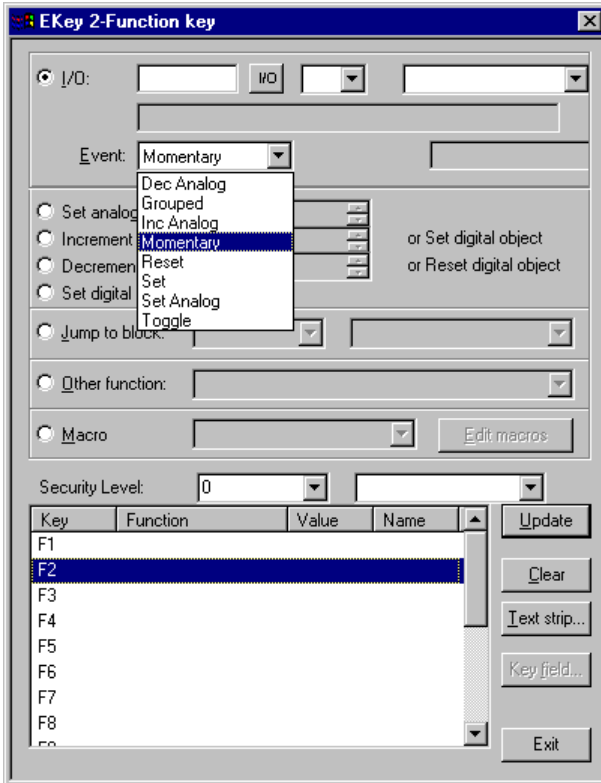 EKey 2-Function key
I/O: I/O
Event: Momentary
Dec Analog
Grouped
Inc Analog
Momentary
Reset
Set
Set Analog
Toggle
Set analog
Increment or Set digital object
Decremen or Reset digital object
Set digital
Jump to block:
Other function:
Macro Edit macros
Security Level: 0
Key Function Value Name Update
F1
F2 Clear
F3
F4 Text strip...
F5
F6 Key field...
F7
F8
Exit